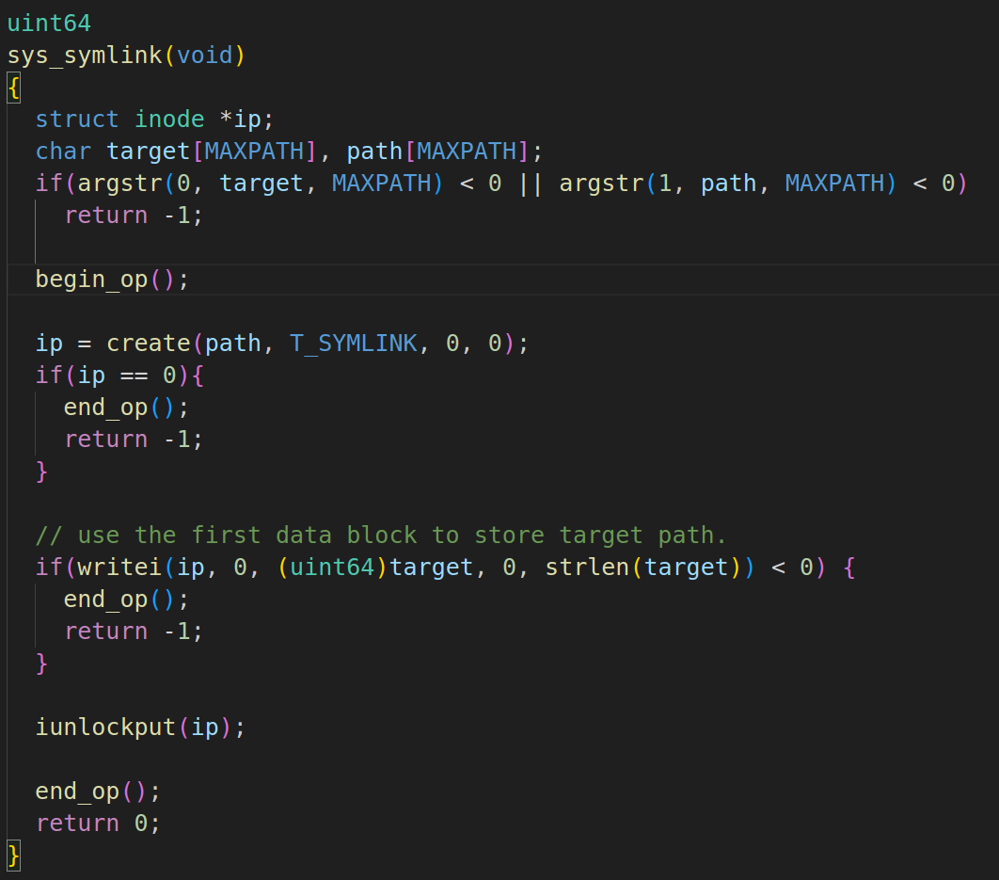 uint64
sys_symlink(void)
{
  struct inode *ip;
  char target[MAXPATH], path[MAXPATH];
  if(argstr(0, target, MAXPATH) < 0 || argstr(1, path, MAXPATH) < 0)
    return -1;
  begin_op();
  ip = create(path, T_SYMLINK, 0, 0);
  if(ip == 0){
    end_op();
    return -1;
  }
  // use the first data block to store target path.
  if(writei(ip, 0, (uint64)target, 0, strlen(target)) < 0) {
    end_op();
    return -1;
  }
  iunlockput(ip);
  end_op();
  return 0;
}